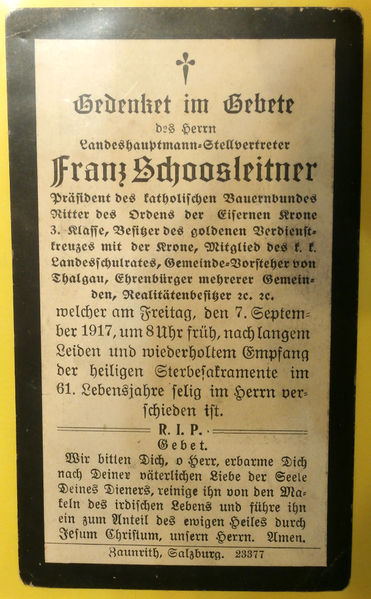 Gedenket im Gebete
des Herrn
Landeshauptmann-Stellvertreter
Franz Schoosleitner
Präsident des katholischen Bauernbundes
Ritter des Ordens der Eisernen Krone
3. Klasse, Besitzer des goldenen Verdienst-
kreuzes mit der Krone, Mitglied des k. k.
Landesschulrates, Gemeinde-Vorsteher von
Thalgau, Ehrenbürger mehrerer Gemein-
den, Realitätenbesitzer ꝛc. ꝛc.
welcher am Freitag, den 7. Septem-
ber 1917, um 8 Uhr früh, nach langem
Leiden und wiederholtem Empfang
der heiligen Sterbesakramente im
61. Lebensjahre selig im Herrn ver-
schieden ist.
R. I. P.
Gebet.
Wir bitten Dich, o Herr, erbarme Dich
nach Deiner väterlichen Liebe der Seele
Deines Dieners, reinige ihn von den Ma-
keln des irdischen Lebens und führe ihn
ein zum Anteil des ewigen Heiles durch
Jesum Christum, unsern Herrn. Amen.
Zaunrith, Salzburg. 23377